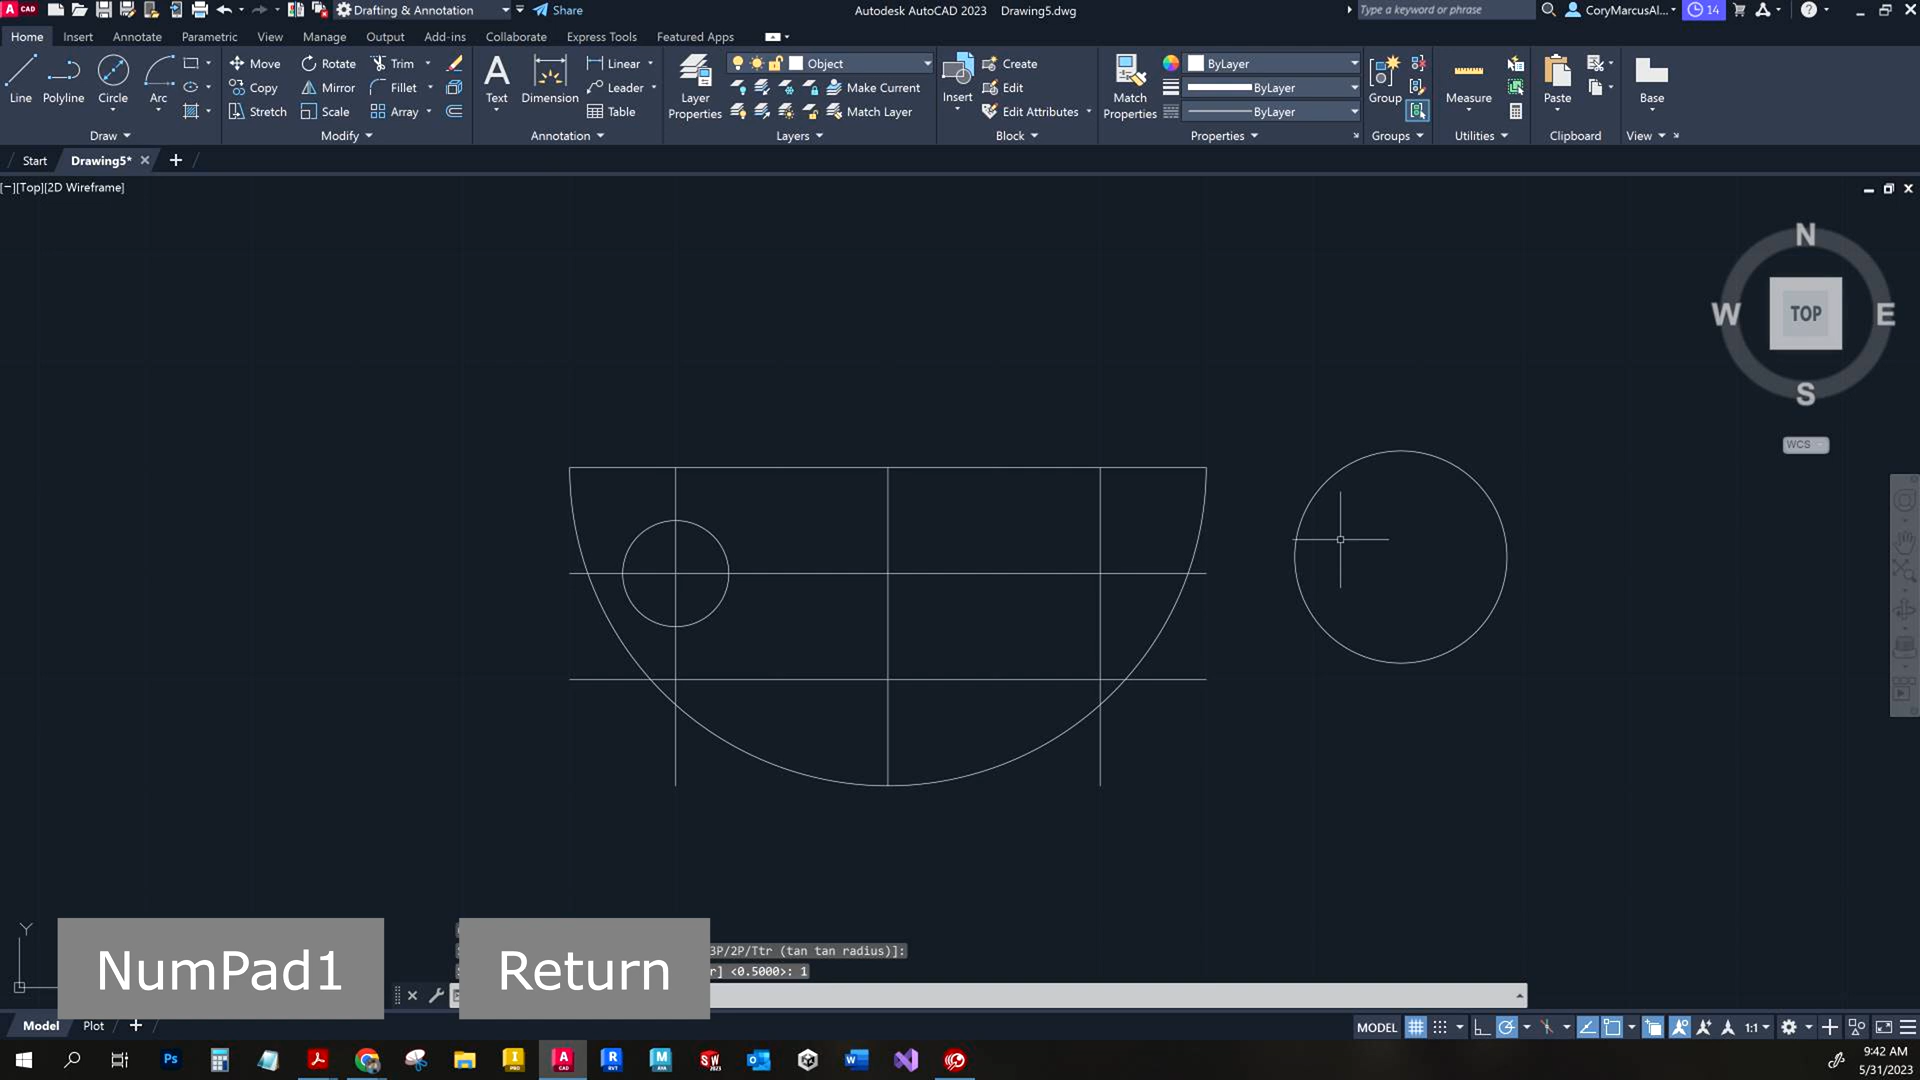 A CAD
Drafting & Annotation
Share
Autodesk AutoCAD 2023 Drawing5.dwg
Type a keyword or phrase
CoryMarcusAl...
14
Home Insert Annotate Parametric View Manage Output Add-ins Collaborate Express Tools Featured Apps
Line Polyline Circle Arc
Draw
Move Rotate Trim
Copy Mirror Fillet
Stretch Scale Array
Modify
Text Dimension
Linear
Leader
Table
Annotation
Layer Properties
Object
Make Current
Match Layer
Layers
Insert
Create
Edit
Edit Attributes
Block
Match Properties
ByLayer
ByLayer
ByLayer
Properties
Group
Groups
Measure
Utilities
Paste
Clipboard
Base
View
Start Drawing5*
[−][Top][2D Wireframe]
N
W TOP E
S
WCS
Y
NumPad1 Return
3P/2P/Ttr (tan tan radius)]:
r] <0.5000>: 1
Model Plot
MODEL
1:1
Ps
A CAD
R RVT
M
SW
W
9:42 AM
5/31/2023